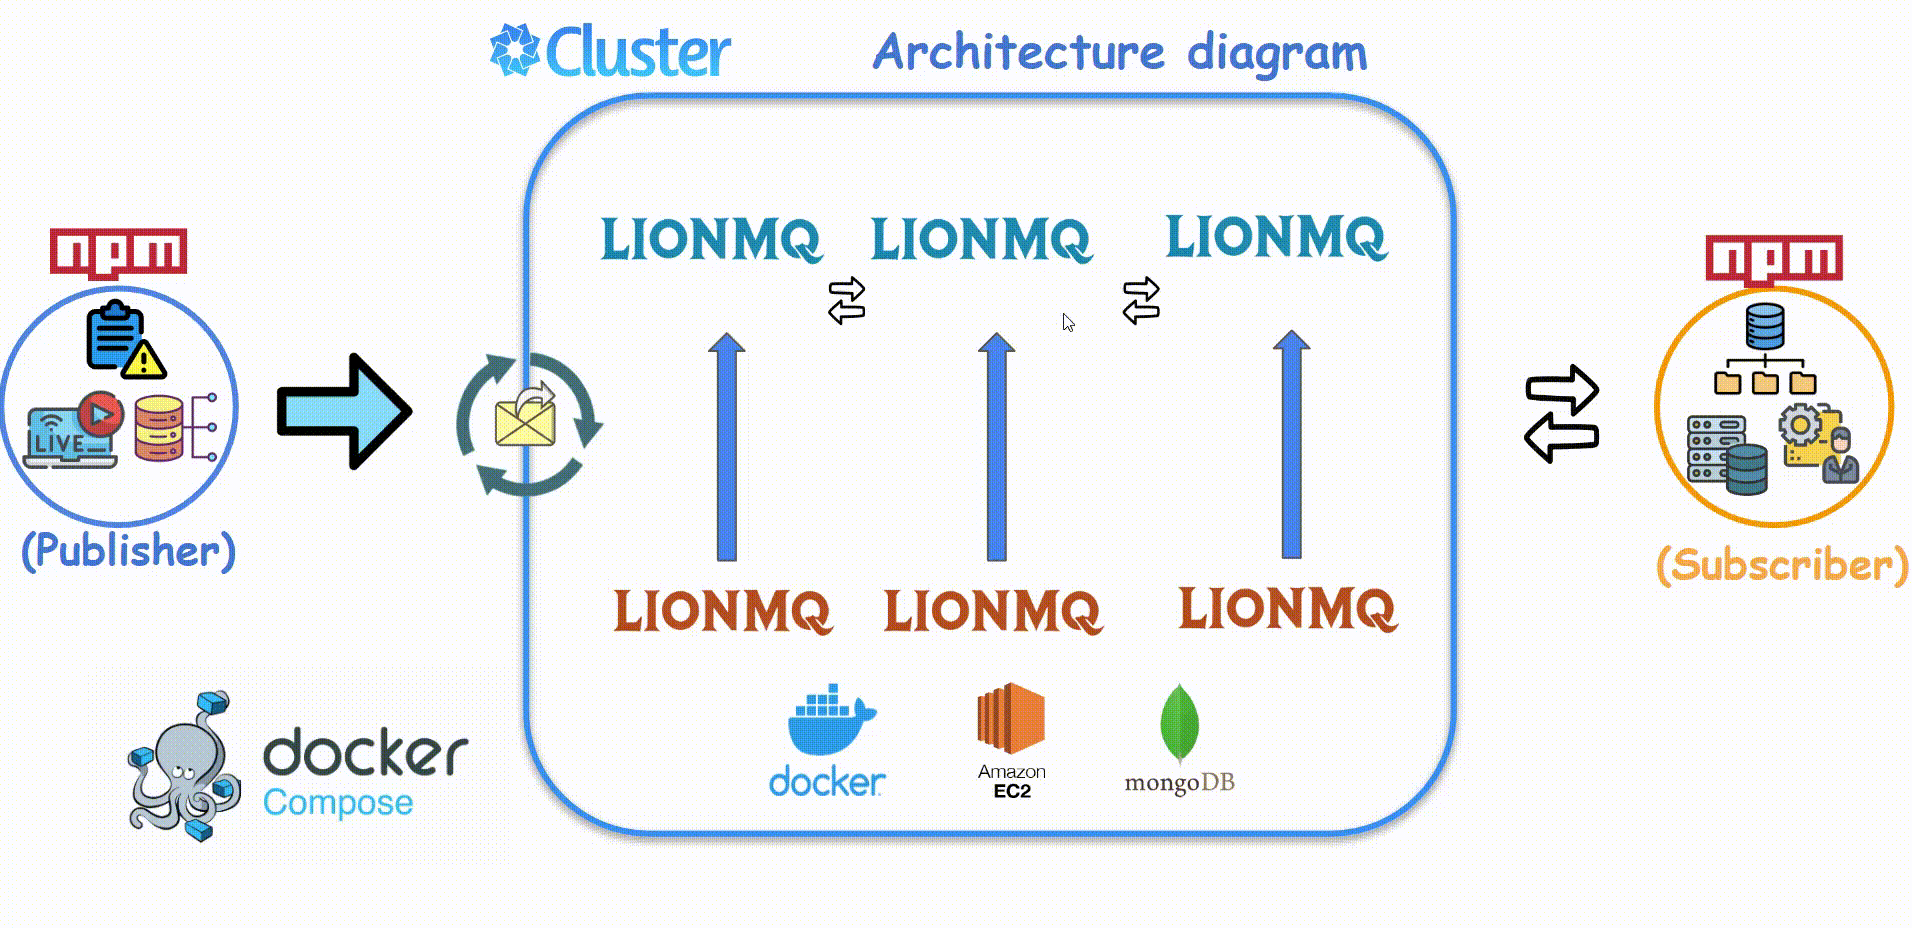 Cluster
Architecture diagram
LIONMQ
LIONMQ
LIONMQ
npm
npm
LIVE
(Publisher)
(Subscriber)
LIONMQ
LIONMQ
LIONMQ
docker
Compose
docker
Amazon
EC2
mongoDB